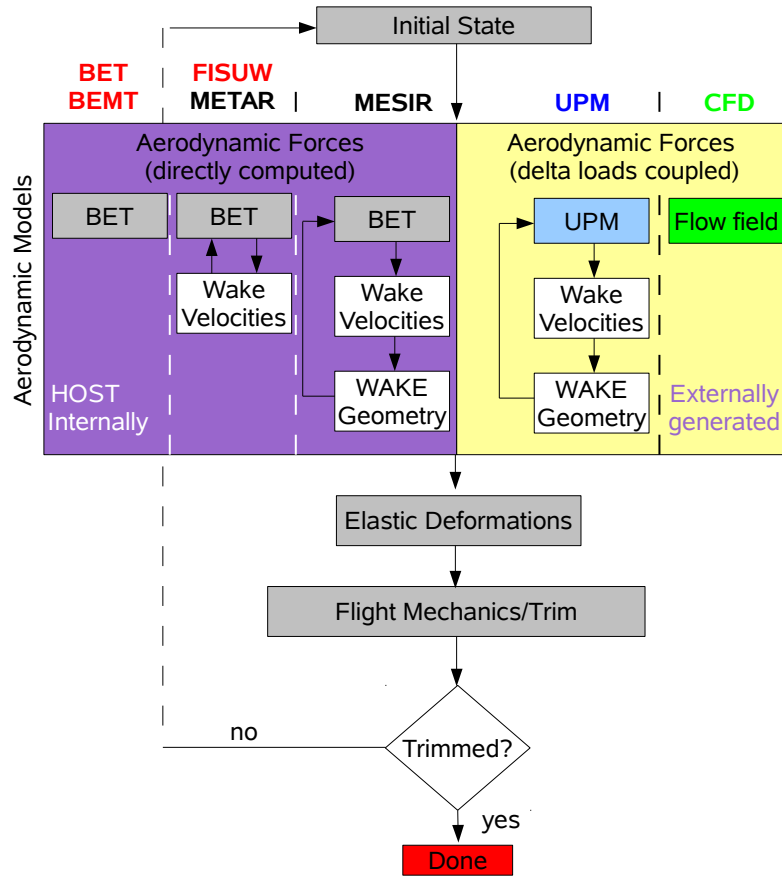 Initial State
BET
BEMT
FISUW
METAR
MESIR
UPM
CFD
Aerodynamic Models
Aerodynamic Forces
(directly computed)
Aerodynamic Forces
(delta loads coupled)
BET
BET
BET
UPM
Flow field
Wake
Velocities
Wake
Velocities
Wake
Velocities
WAKE
Geometry
WAKE
Geometry
HOST
Internally
Externally
generated
Elastic Deformations
Flight Mechanics/Trim
Trimmed?
no
yes
Done